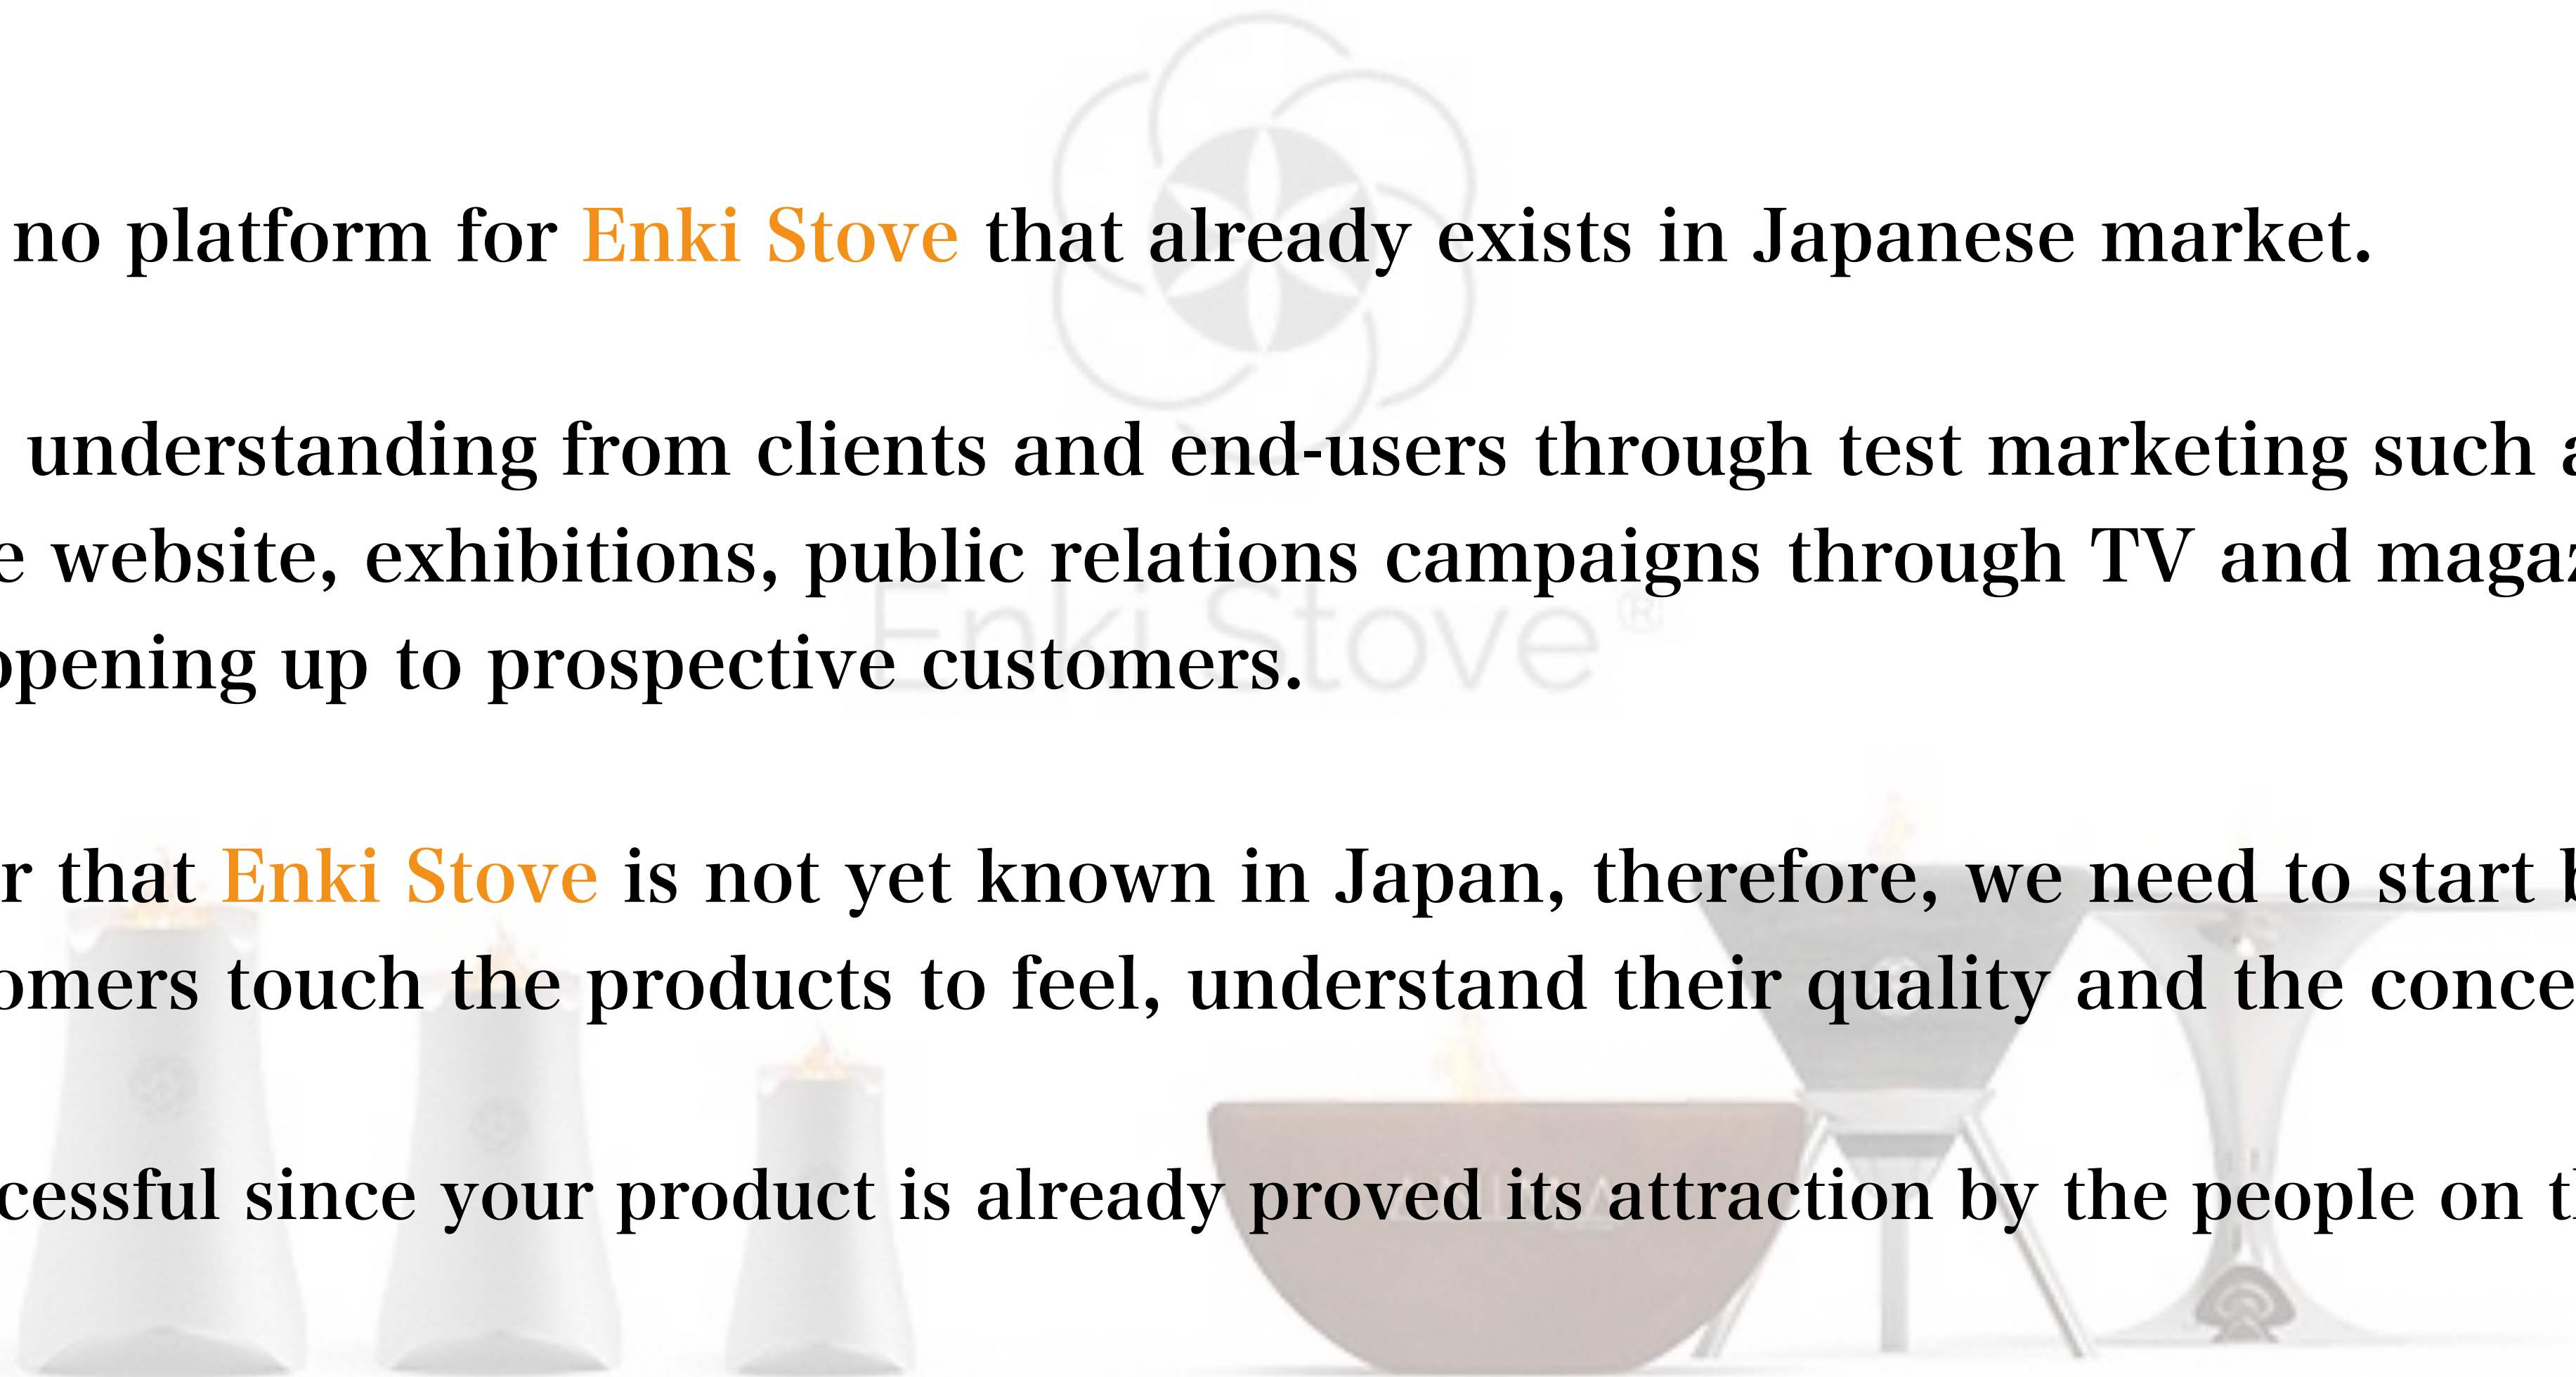 no platform for Enki Stove that already exists in Japanese market.
understanding from clients and end-users through test marketing such
website, exhibitions, public relations campaigns through TV and
Enki Stove ®
opening up to prospective customers.
that Enki Stove is not yet known in Japan, therefore, we need to start
touch the products to feel, understand their quality and the
since your product is already proved its attraction by the people on